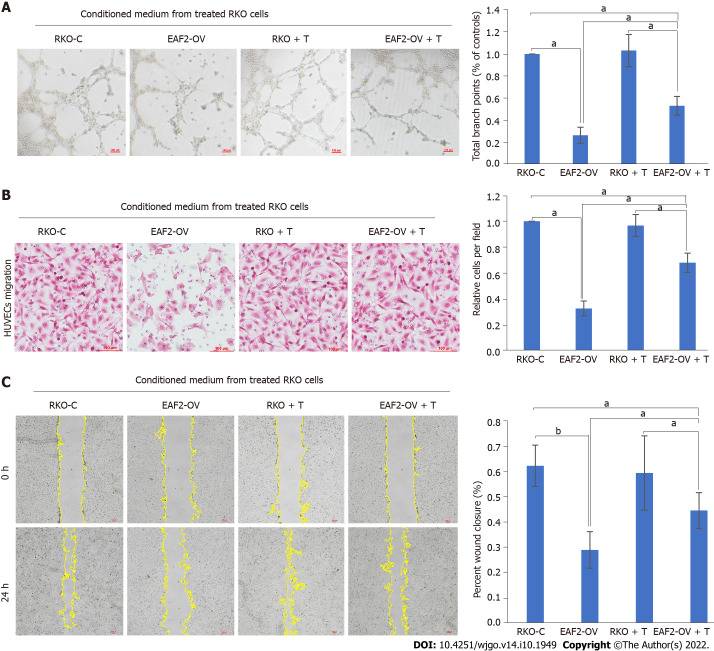 A
Conditioned medium from treated RKO cells
RKO-C EAF2-OV RKO + T EAF2-OV + T
Total branch points (% of controls)
1.4
1.2
1.0
0.8
0.6
0.4
0.2
0.0
a
a
a
a
RKO-C EAF2-OV RKO + T EAF2-OV + T
B
Conditioned medium from treated RKO cells
RKO-C EAF2-OV RKO + T EAF2-OV + T
HUVECs migration
Relative cells per field
1.2
1.0
0.8
0.6
0.4
0.2
0.0
a
a
a
a
RKO-C EAF2-OV RKO + T EAF2-OV + T
C
Conditioned medium from treated RKO cells
RKO-C EAF2-OV RKO + T EAF2-OV + T
0 h
24 h
Percent wound closure (%)
0.8
0.7
0.6
0.5
0.4
0.3
0.2
0.1
0.0
a
a
a
b
RKO-C EAF2-OV RKO + T EAF2-OV + T
DOI: 10.4251/wjgo.v14.i10.1949 Copyright ©The Author(s) 2022.